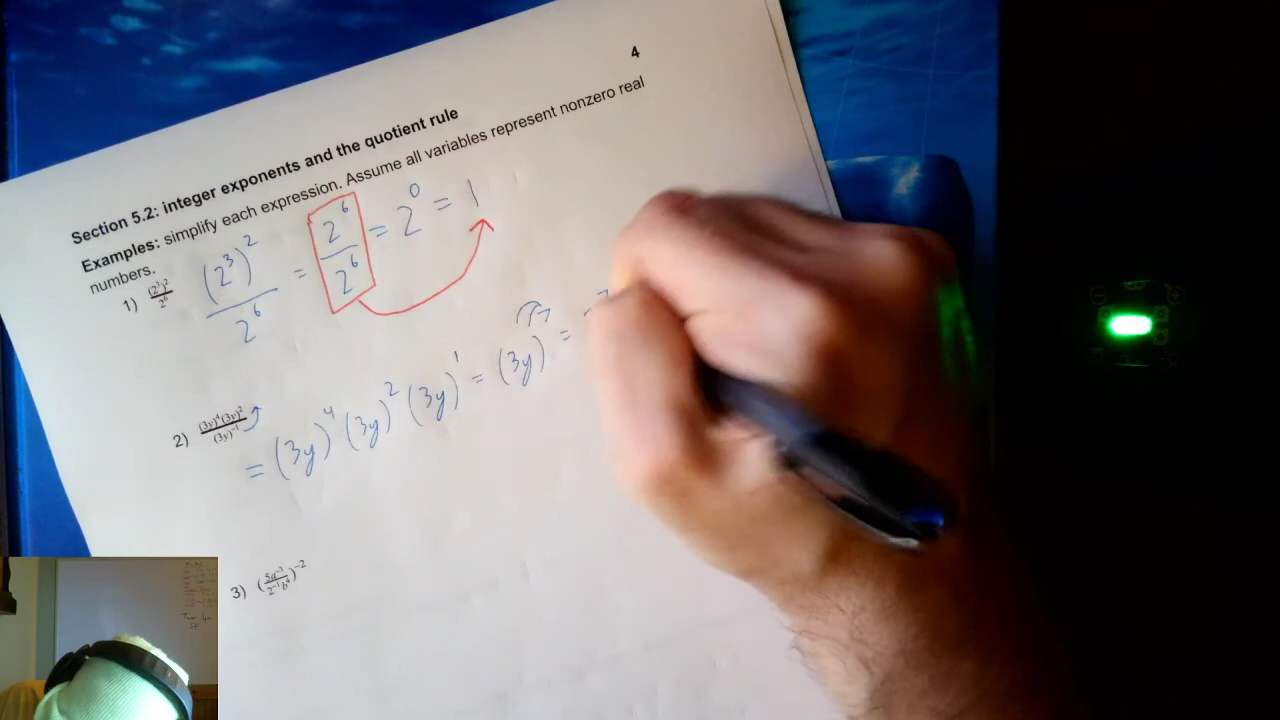 4
Section 5.2: integer exponents and the quotient rule
Examples: simplify each expression. Assume all variables represent nonzero real
numbers.
1) (2³)²/2⁶ (2³)²/2⁶ = 2⁶/2⁶ = 2⁰ = 1
2) (3y)⁴(3y)²/(3y)⁻¹
= (3y)⁴ (3y)² (3y)¹ = (3y)⁷ =
3) (5a⁻³/2⁻¹b⁴)⁻²